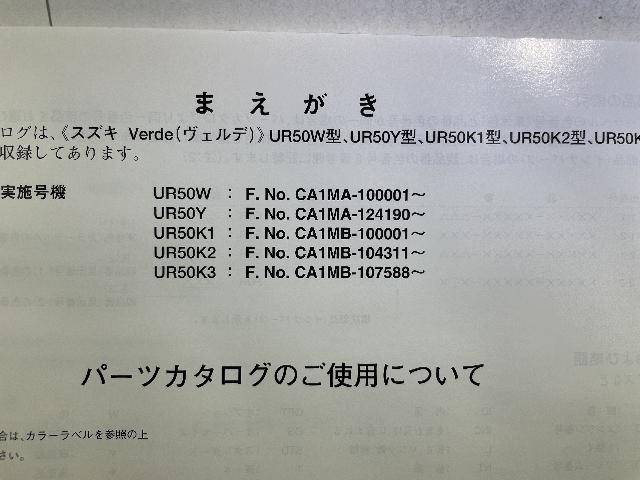 まえがき
ログは、《スズキ Verde(ヴェルデ)》UR50W型、UR50Y型、UR50K1型、UR50K2型、UR50K
収録してあります。
実施号機 UR50W : F. No. CA1MA-100001~
UR50Y : F. No. CA1MA-124190~
UR50K1 : F. No. CA1MB-100001~
UR50K2 : F. No. CA1MB-104311~
UR50K3 : F. No. CA1MB-107588~
パーツカタログのご使用について
合は、カラーラベルを参照の上
さい。